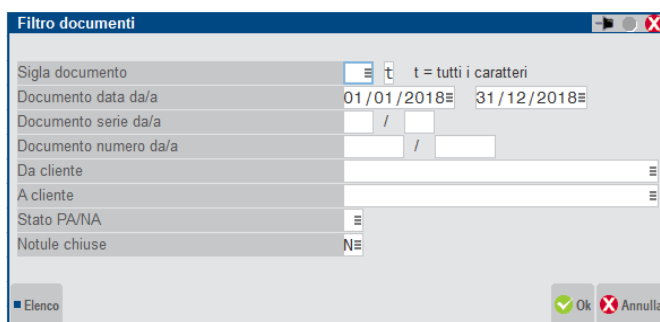 Filtro documenti
Sigla documento t t = tutti i caratteri
Documento data da/a 01/01/2018 31/12/2018
Documento serie da/a /
Documento numero da/a /
Da cliente
A cliente
Stato PA/NA
Notule chiuse N
Elenco Ok Annulla